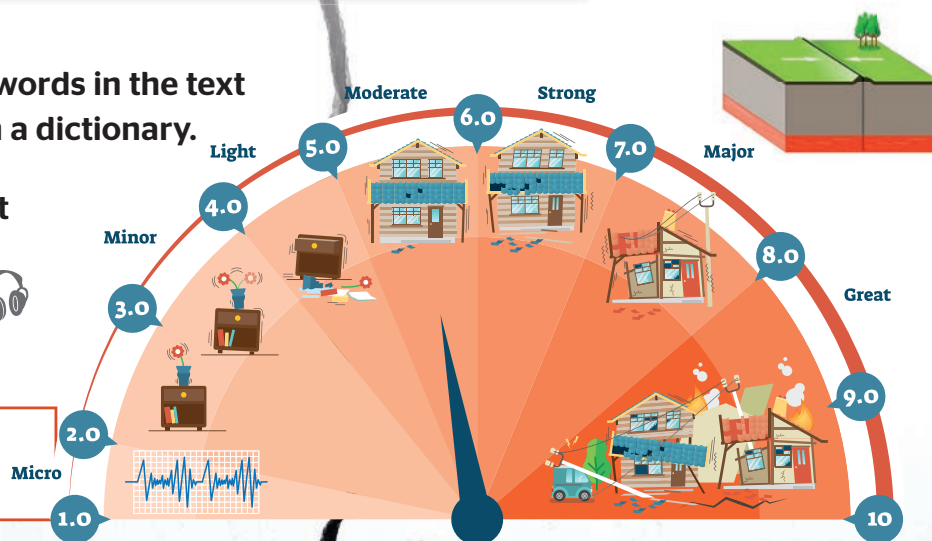 words in the text
a dictionary.
Micro
Minor
Light
Moderate
Strong
Major
Great
1.0
2.0
3.0
4.0
5.0
6.0
7.0
8.0
9.0
10